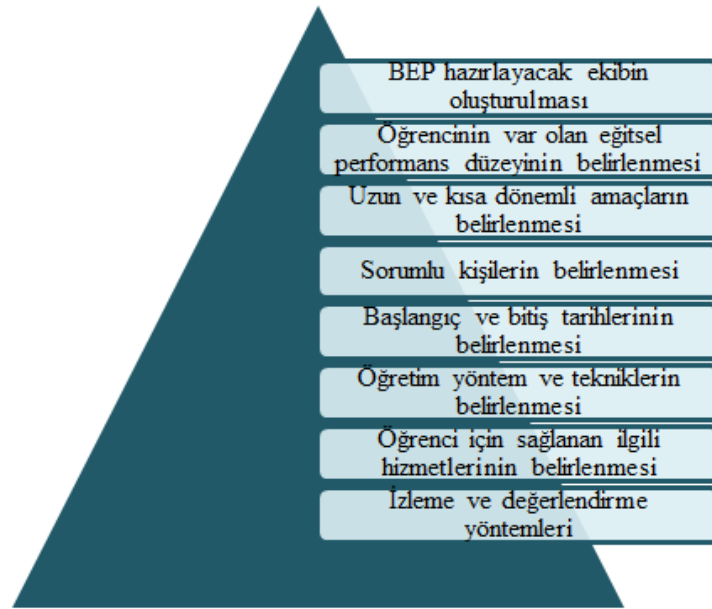 BEP hazırlayacak ekibin
oluşturulması
Öğrencinin var olan eğitsel
performans düzeyinin belirlenmesi
Uzun ve kısa dönemli amaçların
belirlenmesi
Sorumlu kişilerin belirlenmesi
Başlangıç ve bitiş tarihlerinin
belirlenmesi
Öğretim yöntem ve tekniklerin
belirlenmesi
Öğrenci için sağlanan ilgili
hizmetlerinin belirlenmesi
İzleme ve değerlendirme
yöntemleri